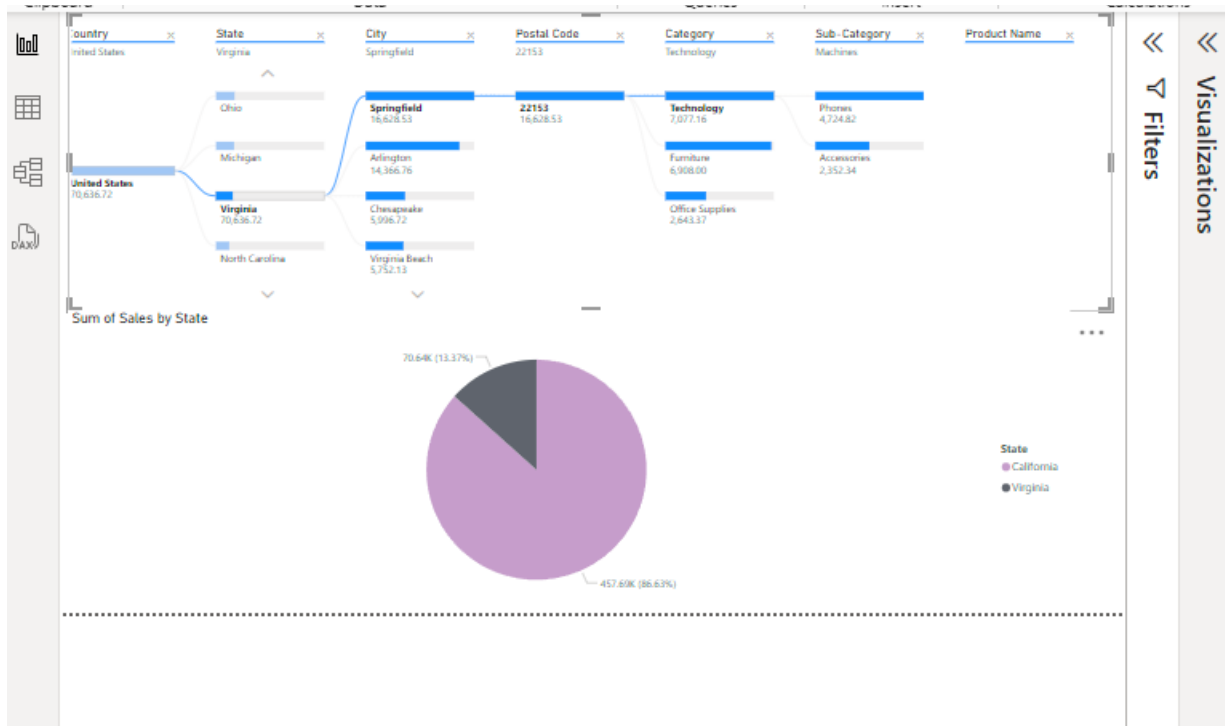 ountry × State × City × Postal Code × Category × Sub-Category × Product Name ×
nited States Virginia Springfield 22153 Technology Machines
Ohio Springfield 22153 Technology Phones
16,628.53 16,628.53 7,077.16 4,724.82
Michigan Arlington Furniture Accessories
14,366.76 6,908.00 2,352.34
United States
70,636.72
Virginia Chesapeake Office Supplies
70,636.72 5,996.72 2,643.37
North Carolina Virginia Beach
5,752.13
Sum of Sales by State
70.64K (13.37%)
State
California
Virginia
457.69K (86.63%)
DAX
Filters
Visualizations